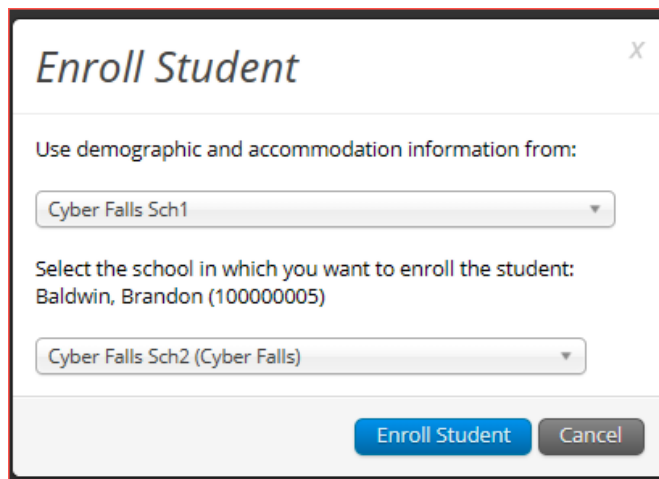 Enroll Student
X
Use demographic and accommodation information from:
Cyber Falls Sch1
Select the school in which you want to enroll the student:
Baldwin, Brandon (100000005)
Cyber Falls Sch2 (Cyber Falls)
Enroll Student
Cancel